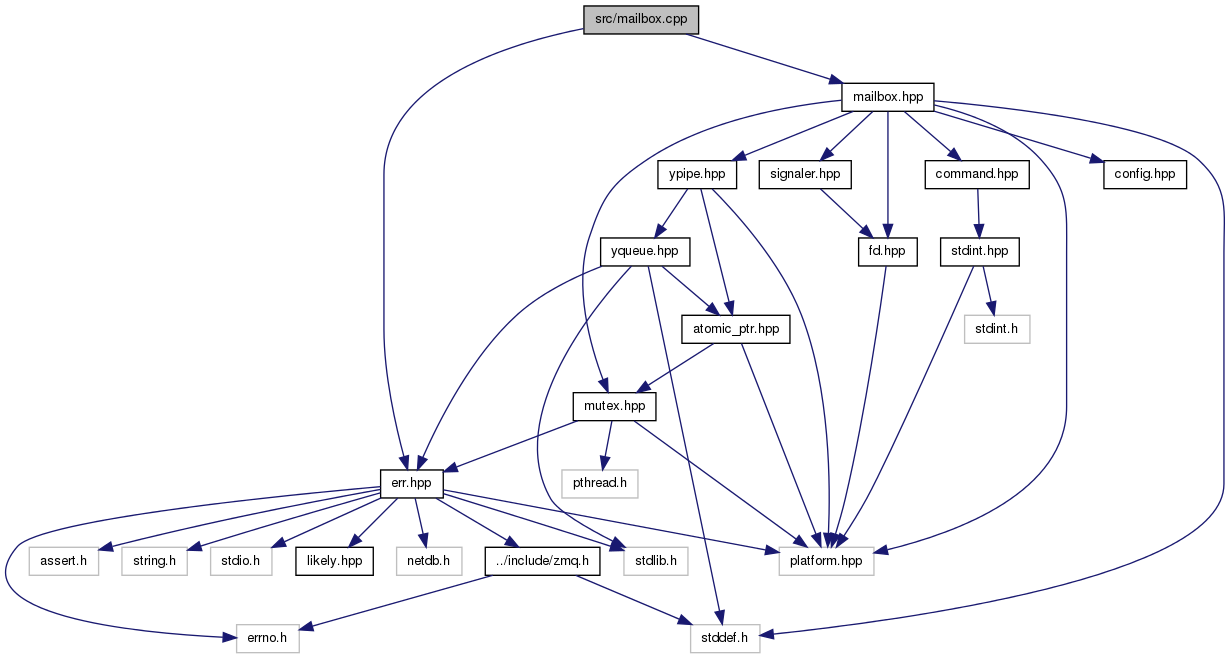 src/mailbox.cpp
mailbox.hpp
ypipe.hpp
signaler.hpp
command.hpp
config.hpp
yqueue.hpp
fd.hpp
stdint.hpp
atomic_ptr.hpp
stdint.h
mutex.hpp
err.hpp
pthread.h
assert.h
string.h
stdio.h
likely.hpp
netdb.h
../include/zmq.h
stdlib.h
platform.hpp
errno.h
stddef.h